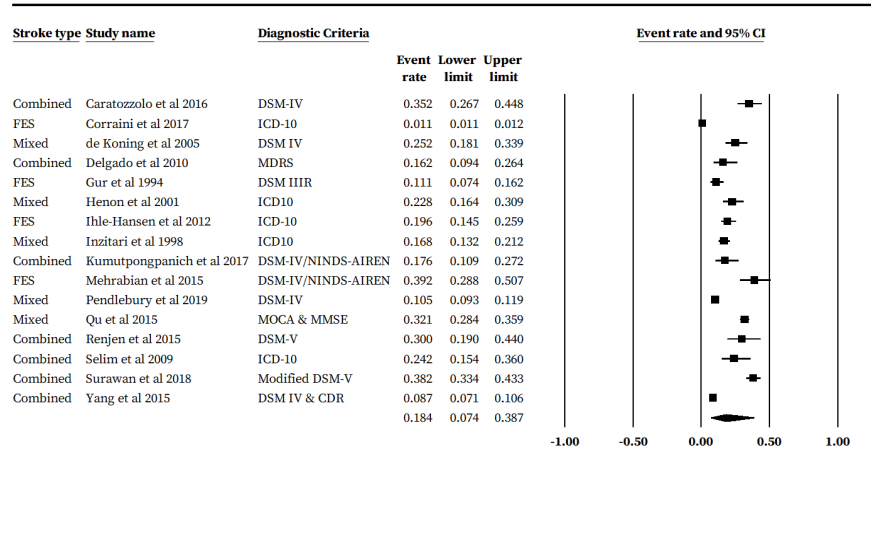 Stroke type Study name Diagnostic Criteria Event rate and 95% CI
Event Lower Upper
rate limit limit
Combined Caratozzolo et al 2016 DSM-IV 0.352 0.267 0.448
FES Corraini et al 2017 ICD-10 0.011 0.011 0.012
Mixed de Koning et al 2005 DSM IV 0.252 0.181 0.339
Combined Delgado et al 2010 MDRS 0.162 0.094 0.264
FES Gur et al 1994 DSM IIIR 0.111 0.074 0.162
Mixed Henon et al 2001 ICD10 0.228 0.164 0.309
FES Ihle-Hansen et al 2012 ICD-10 0.196 0.145 0.259
Mixed Inzitari et al 1998 ICD10 0.168 0.132 0.212
Combined Kumutpongpanich et al 2017 DSM-IV/NINDS-AIREN 0.176 0.109 0.272
FES Mehrabian et al 2015 DSM-IV/NINDS-AIREN 0.392 0.288 0.507
Mixed Pendlebury et al 2019 DSM-IV 0.105 0.093 0.119
Mixed Qu et al 2015 MOCA & MMSE 0.321 0.284 0.359
Combined Renjen et al 2015 DSM-V 0.300 0.190 0.440
Combined Selim et al 2009 ICD-10 0.242 0.154 0.360
Combined Surawan et al 2018 Modified DSM-V 0.382 0.334 0.433
Combined Yang et al 2015 DSM IV & CDR 0.087 0.071 0.106
0.184 0.074 0.387
-1.00 -0.50 0.00 0.50 1.00